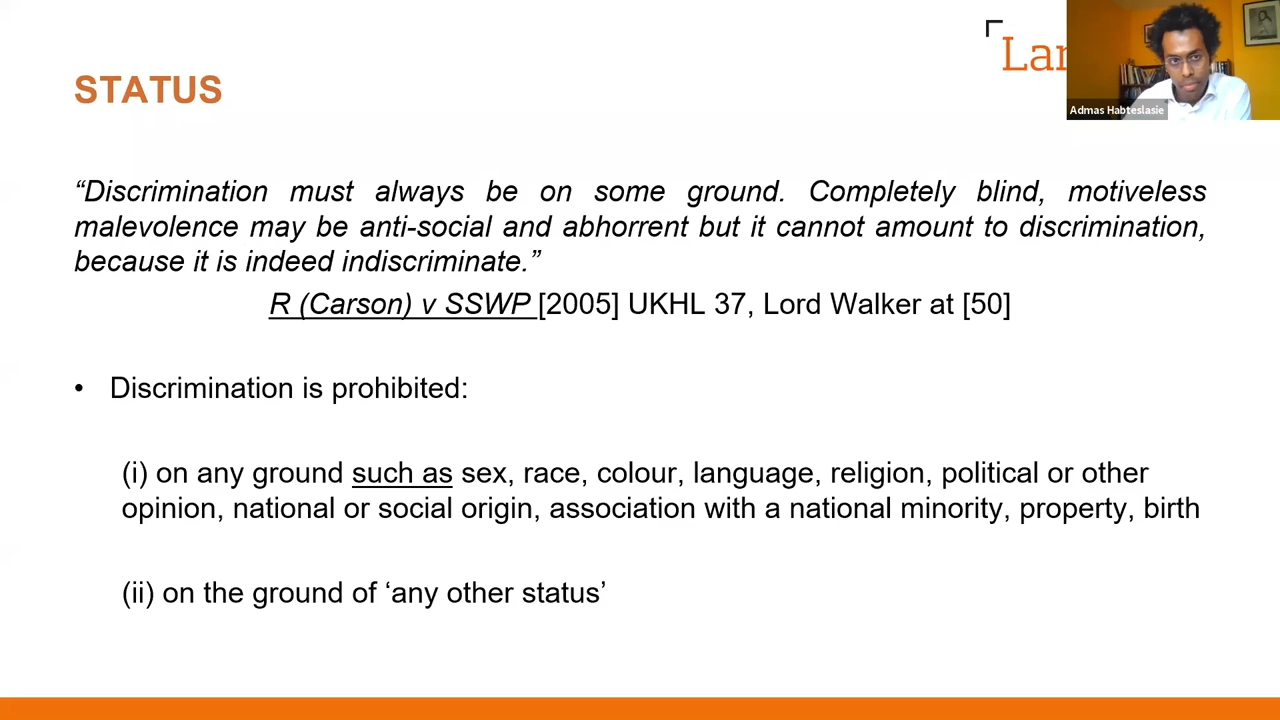 Lan
STATUS
Admas Habteslasie
“Discrimination must always be on some ground. Completely blind, motiveless
malevolence may be anti-social and abhorrent but it cannot amount to discrimination,
because it is indeed indiscriminate.”
R (Carson) v SSWP [2005] UKHL 37, Lord Walker at [50]
• Discrimination is prohibited:
(i) on any ground such as sex, race, colour, language, religion, political or other
opinion, national or social origin, association with a national minority, property, birth
(ii) on the ground of ‘any other status’